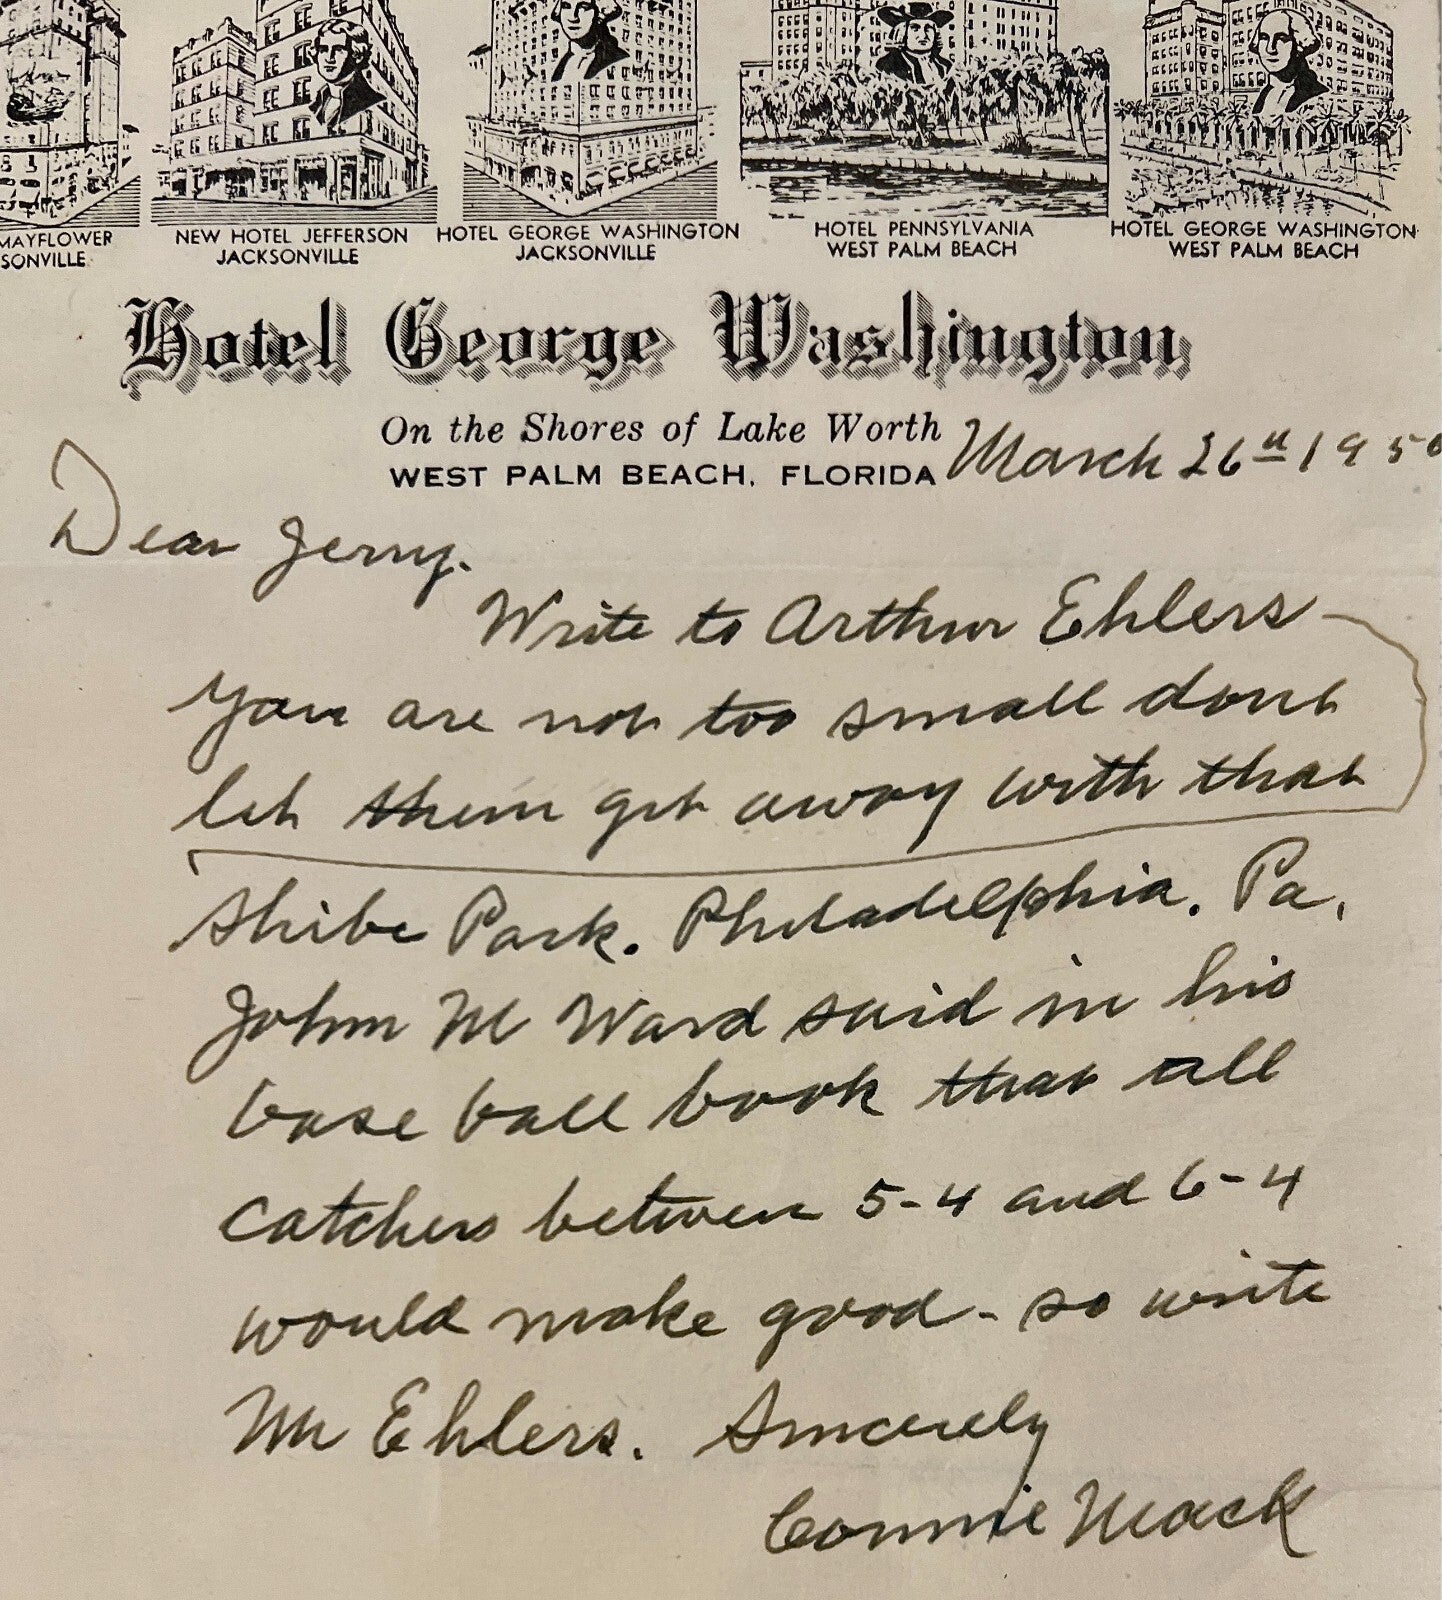 MAYFLOWER
SONVILLE
NEW HOTEL JEFFERSON
JACKSONVILLE
HOTEL GEORGE WASHINGTON
JACKSONVILLE
HOTEL PENNSYLVANIA
WEST PALM BEACH
HOTEL GEORGE WASHINGTON
WEST PALM BEACH
Hotel George Washington
On the Shores of Lake Worth
WEST PALM BEACH, FLORIDA
March 26th 1950
Dear Jerry.
Write to Arthur Ehlers
You are not too small dont
let them get away with that
Shibe Park. Philadelphia. Pa.
John M Ward said in his
base ball book that all
catchers between 5-4 and 6-4
would make good - so write
Mr Ehlers. Sincerely
Connie Mack